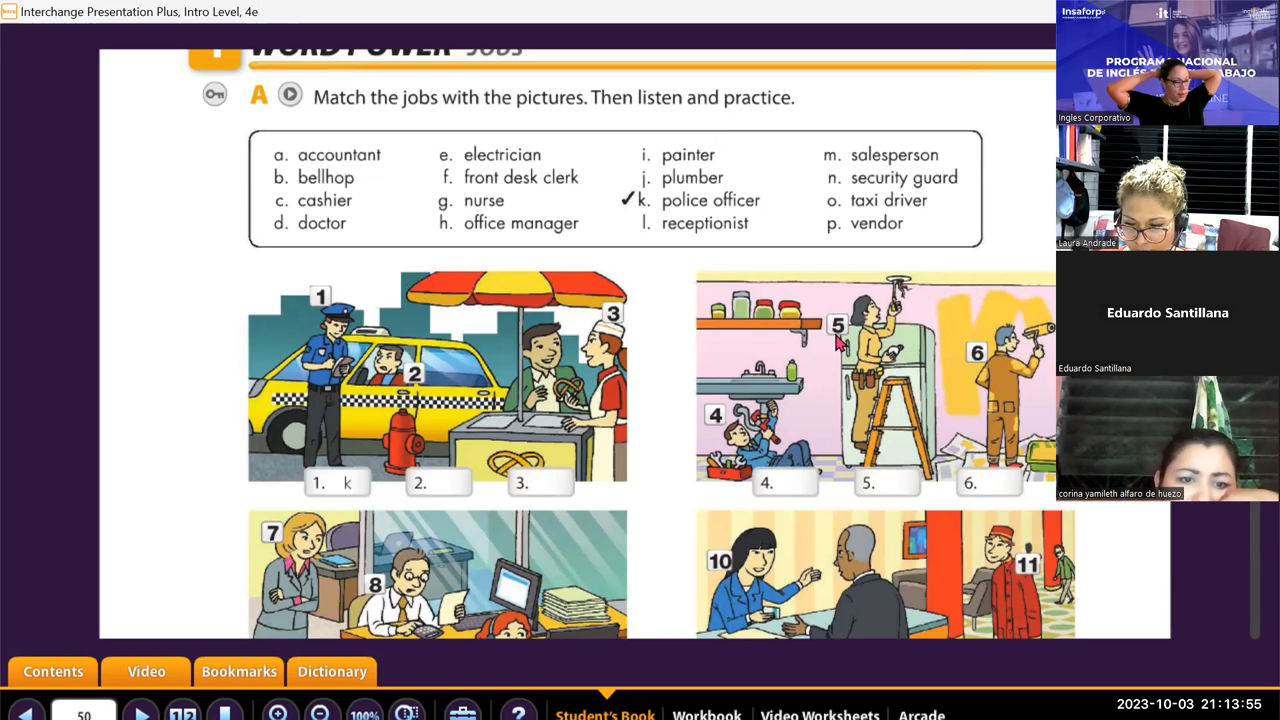 Interchange Presentation Plus, Intro Level, 4e
WORD POWER JOBS
A Match the jobs with the pictures. Then listen and practice.
a. accountant
b. bellhop
c. cashier
d. doctor
e. electrician
f. front desk clerk
g. nurse
h. office manager
i. painter
j. plumber
✓k. police officer
l. receptionist
m. salesperson
n. security guard
o. taxi driver
p. vendor
1
2
3
1. k
2.
3.
4
5
6
4.
5.
6.
7
8
10
11
Contents
Video
Bookmarks
Dictionary
50
100%
?
Student's Book
Workbook
Video Worksheets
Arcade
Insaforp
it
PROGRAMA NACIONAL
Ingles Corporativo
Laura Andrade
Eduardo Santillana
Eduardo Santillana
corina yamileth alfaro de huezo
2023-10-03 21:13:55